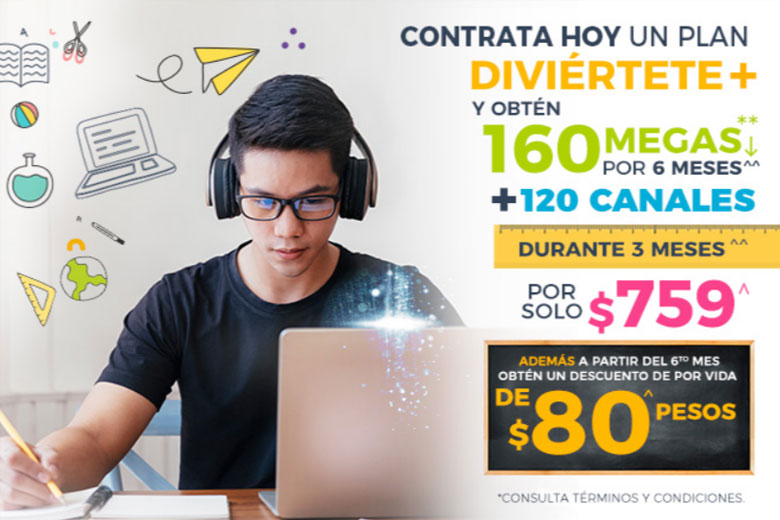 CONTRATA HOY UN PLAN
DIVIÉRTETE+
Y OBTÉN
160 MEGAS**↓
POR 6 MESES^^
+120 CANALES
DURANTE 3 MESES ^^
POR
SOLO $759^
ADEMÁS A PARTIR DEL 6TO MES
OBTÉN UN DESCUENTO DE POR VIDA
DE
$80^ PESOS
*CONSULTA TÉRMINOS Y CONDICIONES.
A
R